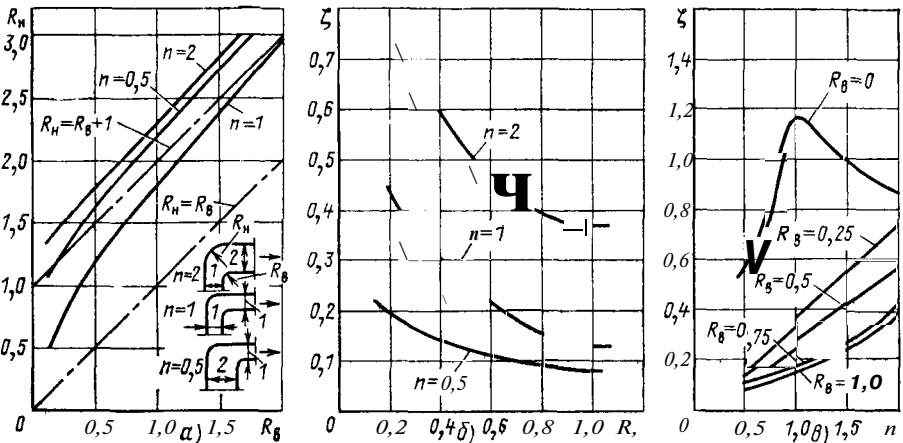 Rн
3,0
2,5
2,0
1,5
1,0
0,5
0
n=2
n=0,5
Rн=Rв+1
n=1
Rн=Rв
Rн
2
1
n=2
Rв
n=1
1
1
n=0,5
2
1
0,5
1,0
а)
1,5
Rв
ζ
0,7
0,6
0,5
0,4
0,3
0,2
0,1
n=2
Ч
n=1
n=0,5
0,2
0,4
б)
0,6
0,8
1,0
R,
ζ
1,4
1,2
1,0
0,8
0,6
0,4
0,2
0
Rв=0
V
Rв=0,25
Rв=0,5
Rв=0,75
Rв=1,0
0,5
1,0
в)
1,5
n